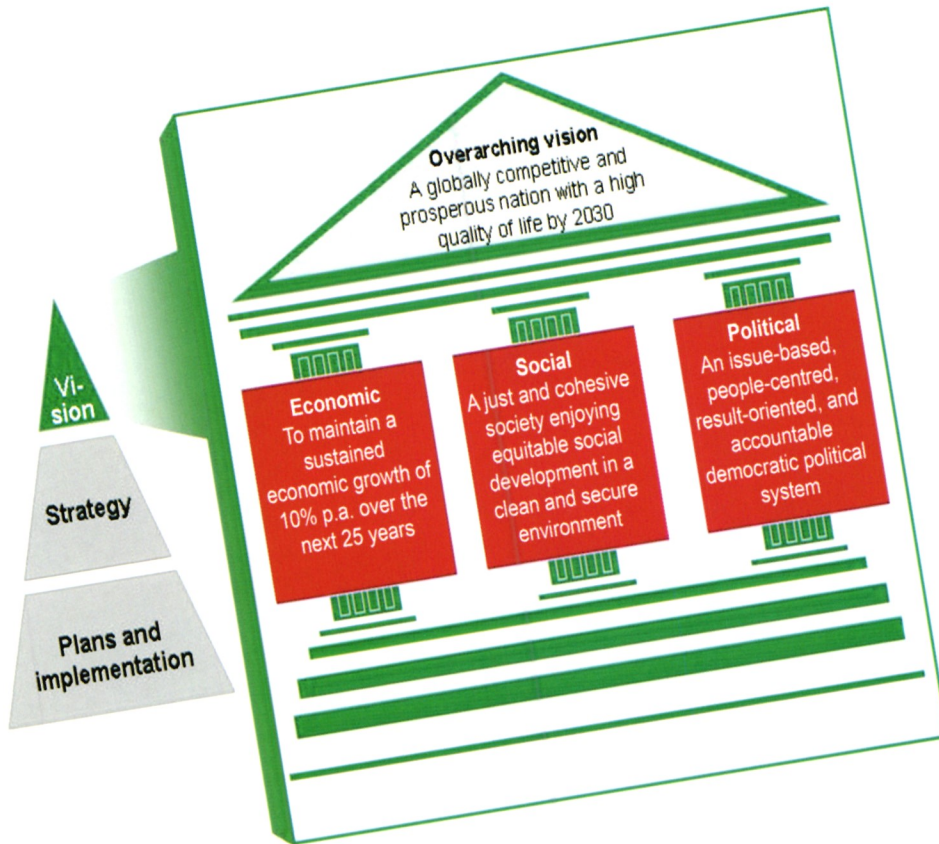 Overarching vision
A globally competitive and
prosperous nation with a high
quality of life by 2030
Economic
To maintain a
sustained
economic growth of
10% p.a. over the
next 25 years
Social
A just and cohesive
society enjoying
equitable social
development in a
clean and secure
environment
Political
An issue-based,
people-centred,
result-oriented, and
accountable
democratic political
system
Vi-
sion
Strategy
Plans and
implementation